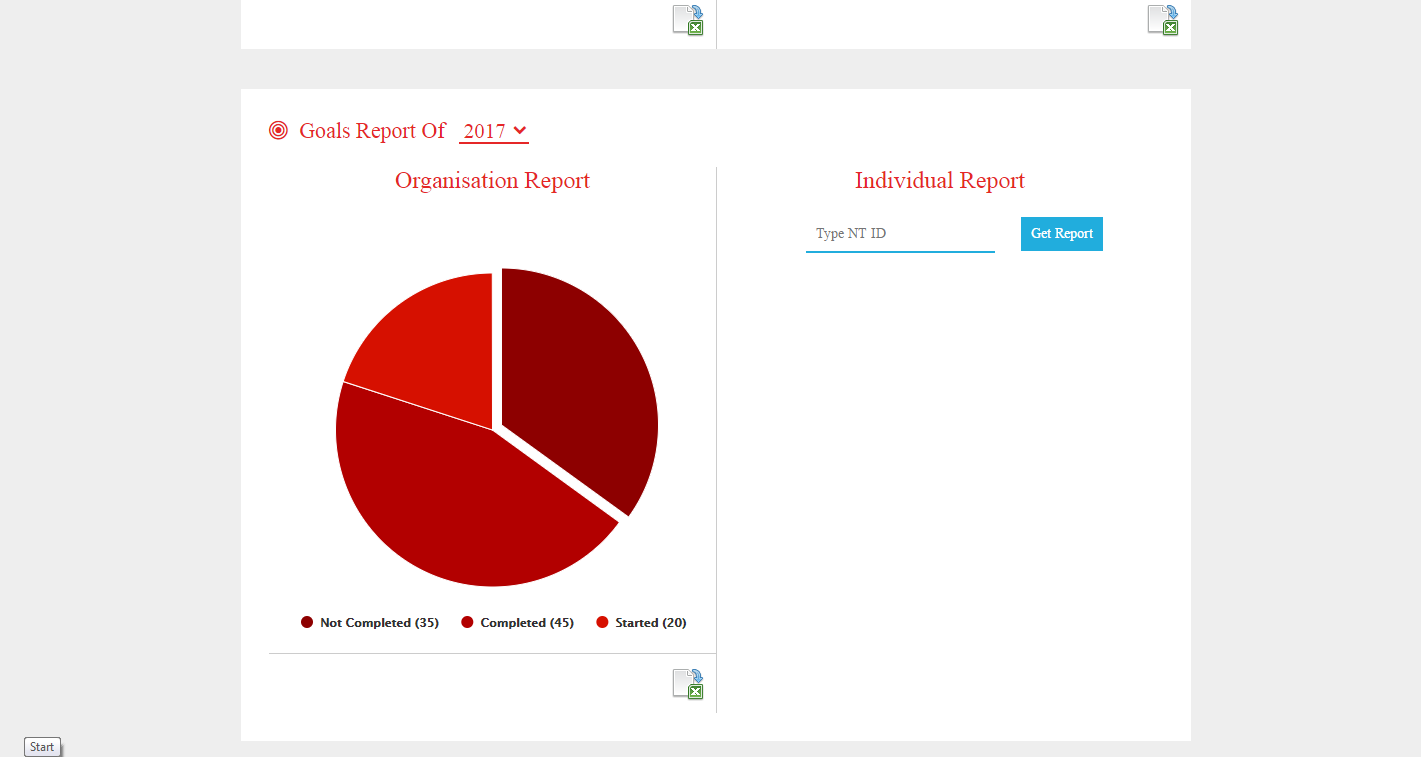 Goals Report Of 2017
Organisation Report
Individual Report
Type NT ID
Get Report
Not Completed (35) Completed (45) Started (20)
Start